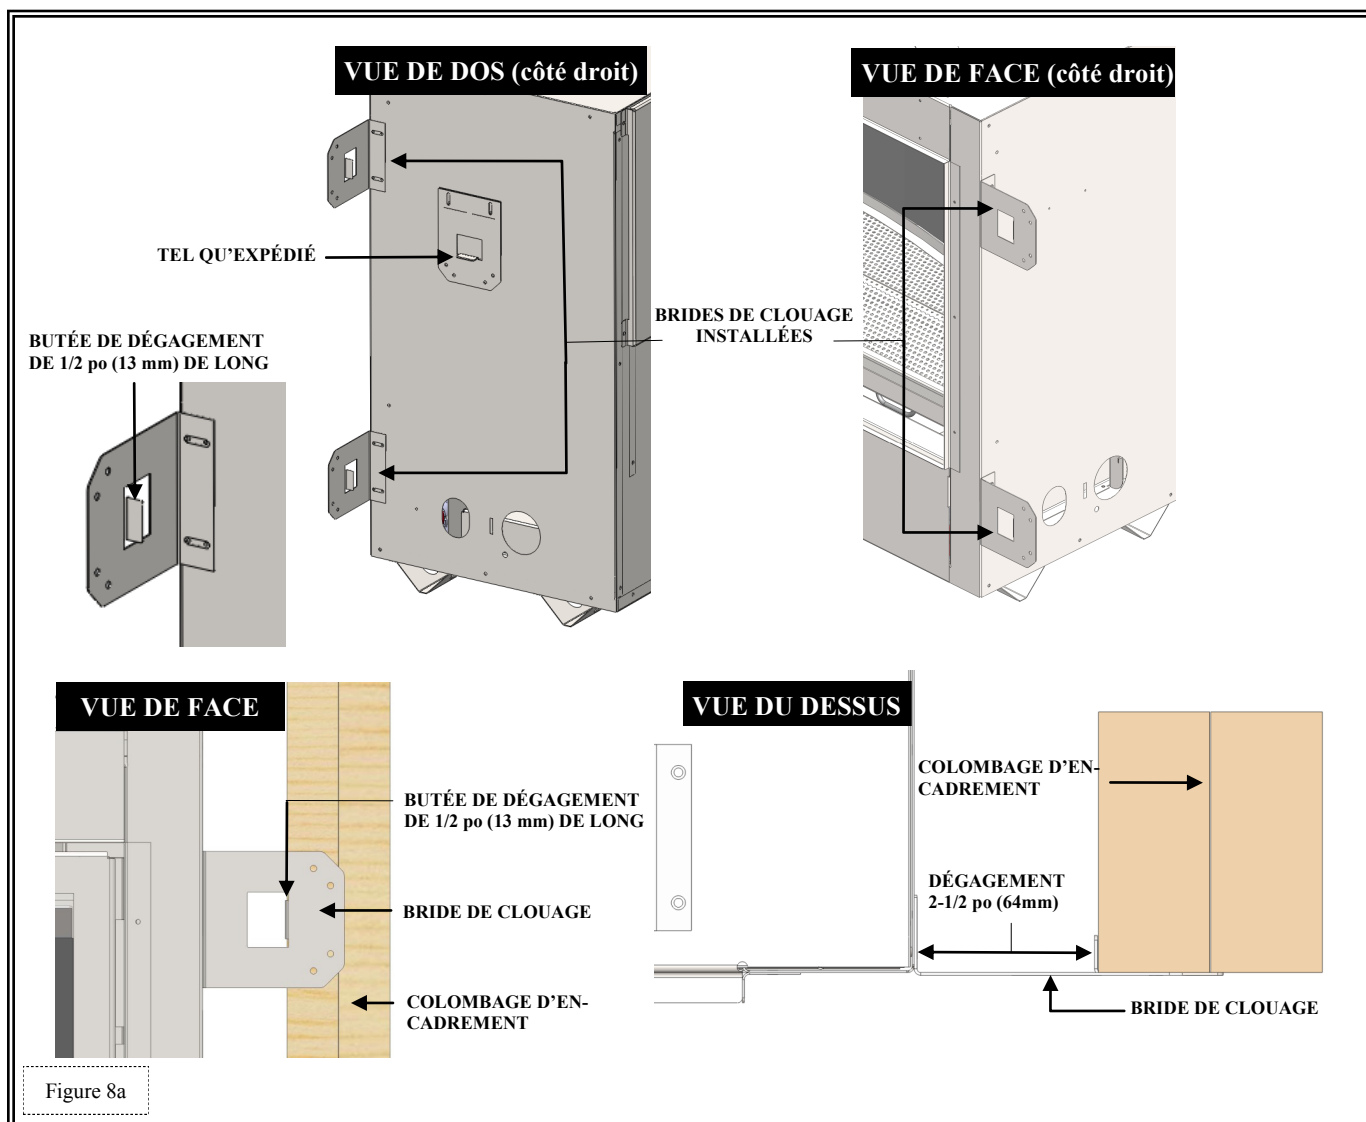 VUE DE DOS (côté droit)
VUE DE FACE (côté droit)
TEL QU’EXPÉDIÉ
BRIDES DE CLOUAGE
INSTALLÉES
BUTÉE DE DÉGAGEMENT
DE 1/2 po (13 mm) DE LONG
VUE DE FACE
BUTÉE DE DÉGAGEMENT
DE 1/2 po (13 mm) DE LONG
BRIDE DE CLOUAGE
COLOMBAGE D’EN-
CADREMENT
VUE DU DESSUS
COLOMBAGE D’EN-
CADREMENT
DÉGAGEMENT
2-1/2 po (64mm)
BRIDE DE CLOUAGE
Figure 8a